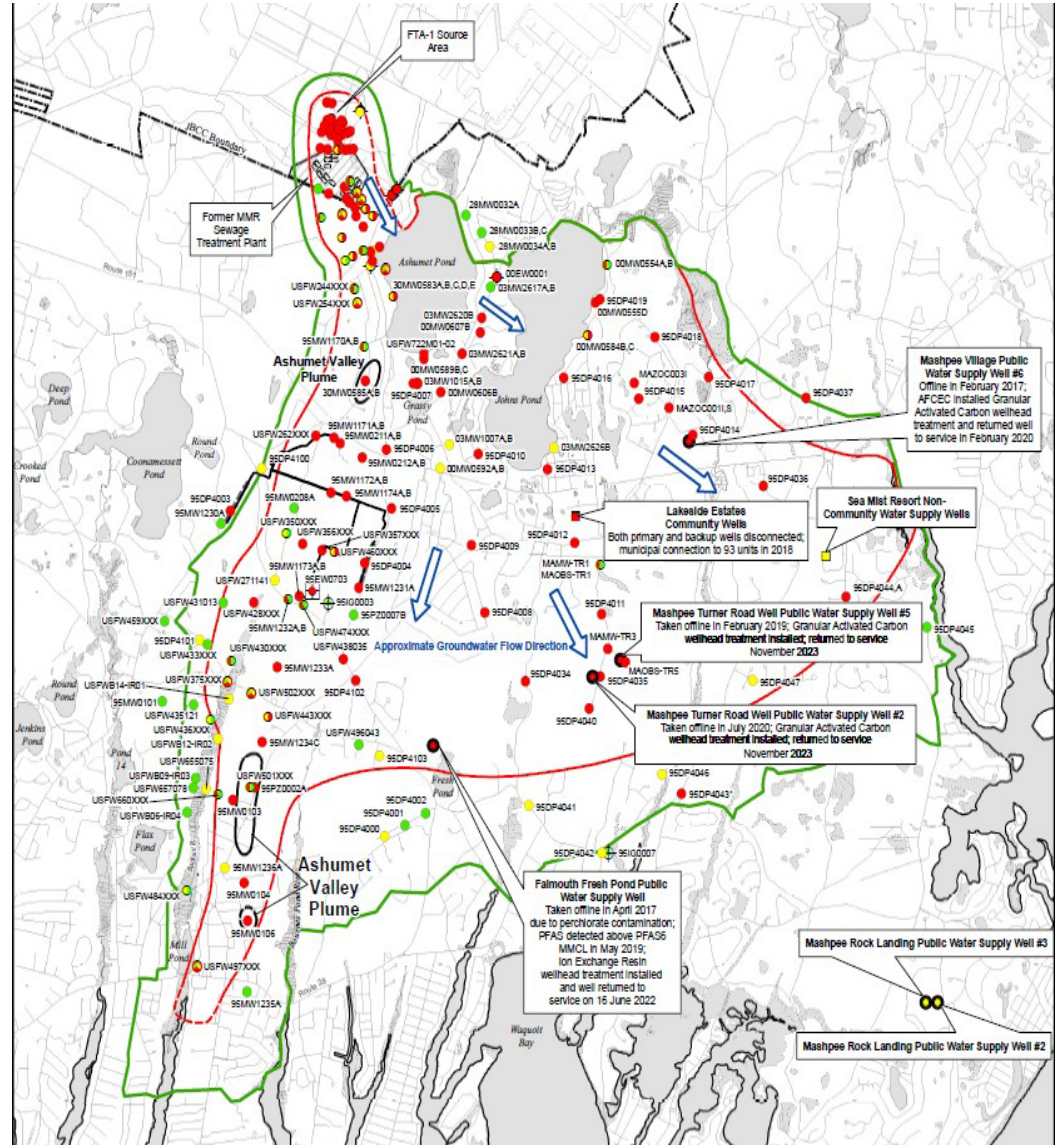 FTA-1 Source
Area
JBCC Boundary
Former MMR
Sewage
Treatment Plant
Route 151
Ashumet Pond
28MW0032A
28MW0033B,C
28MW0034A,B
00EW0001
03MW2617A,B
00MW0554A,B
30MW0583A,B,C,D,E
USFW244XXX
USFW254XXX
03MW2620B
00MW0607B
95DP4019
00MW0555D
USFW722M01-02
95MW1170A,B
03MW2621A,B
00MW0584B,C
95DP4018
Ashumet Valley
Plume
00MW0589C
03MW1015A,B
30MW0585A,B
95DP4007
00MW0606B
Grassy
Pond
Johns Pond
95DP4016
MAZOC003I
95DP4015
95DP4017
MAZOC001I,S
95DP4037
Mashpee Village Public
Water Supply Well #6
Offline in February 2017;
AFCEC Installed Granular
Activated Carbon wellhead
treatment and returned well
to service in February 2020
Deep
Pond
Crooked
Pond
Coonamessett
Pond
Round
Pond
USFW262XXX
95MW1171A,B
95MW0211A,B
95DP4006
95MW0212A,B
03MW1007A,B
95DP4010
00MW0592A,B
03MW2626B
95DP4013
95DP4014
95DP4100
95MW1172A,B
95MW1174A,B
95MW0208A
95DP4003
95MW1230A
95DP4005
95DP4036
USFW350XXX
USFW356XXX
USFW357XXX
USFW460XXX
95MW1173A,B
95DP4004
95DP4009
95DP4012
Lakeside Estates
Community Wells
Both primary and backup wells disconnected;
municipal connection to 93 units in 2018
Sea Mist Resort Non-
Community Water Supply
Wells
USFW271141
95EW0703
95MW1231A
MAMW-TR1
MAOBS-TR1
95DP4044,A
USFW431013
95IG0003
USFW428XXX
95PZ0007B
95DP4008
95DP4011
USFW459XXX
95MW1232A,B
USFW474XXX
95DP4045
95DP4101
USFW433XXX
USFW430XXX
USFW438035
Approximate Groundwater Flow Direction
MAMW-TR3
MAOBS-TR5
Mashpee Turner Road Well Public Water Supply Well #5
Taken offline in February 2019; Granular Activated Carbon
wellhead treatment installed; returned to service
November 2023
95MW1233A
USFW375XXX
95DP4102
95DP4034
95DP4035
95DP4047
Round
Pond
USFWB14-IR01
USFW502XXX
95MW0101
USFW435121
USFW443XXX
95DP4040
Mashpee Turner Road Well Public Water Supply Well #2
Taken offline in July 2020; Granular Activated Carbon
wellhead treatment installed; returned to service
November 2023
Jenkins
Pond
Pond
14
USFW436XXX
USFWB12-IR02
95MW1234C
USFW496043
95DP4103
Fresh
Pond
USFW655075
USFWB09-IR03
USFW657078
USFW501XXX
95PZ0002A
95DP4046
USFW660XXX
95DP4043*
USFWB05-IR04
95MW0103
95DP4002
95DP4001
95DP4000
95DP4041
Flax
Pond
95DP4042
95IG0007
95MW1236A
Ashumet
Valley
Plume
USFW484XXX
95MW0104
95MW0106
Mill
Pond
USFW497XXX
95MW1235A
Route 28
Falmouth Fresh Pond Public
Water Supply Well
Taken offline in April 2017
due to perchlorate contamination;
PFAS detected above PFAS6
MMCL in May 2019;
Ion Exchange Resin
wellhead treatment installed
and well returned to
service on 16 June 2022
Mashpee Rock Landing Public Water Supply Well #3
Mashpee Rock Landing Public Water Supply Well #2
Waquoit
Bay